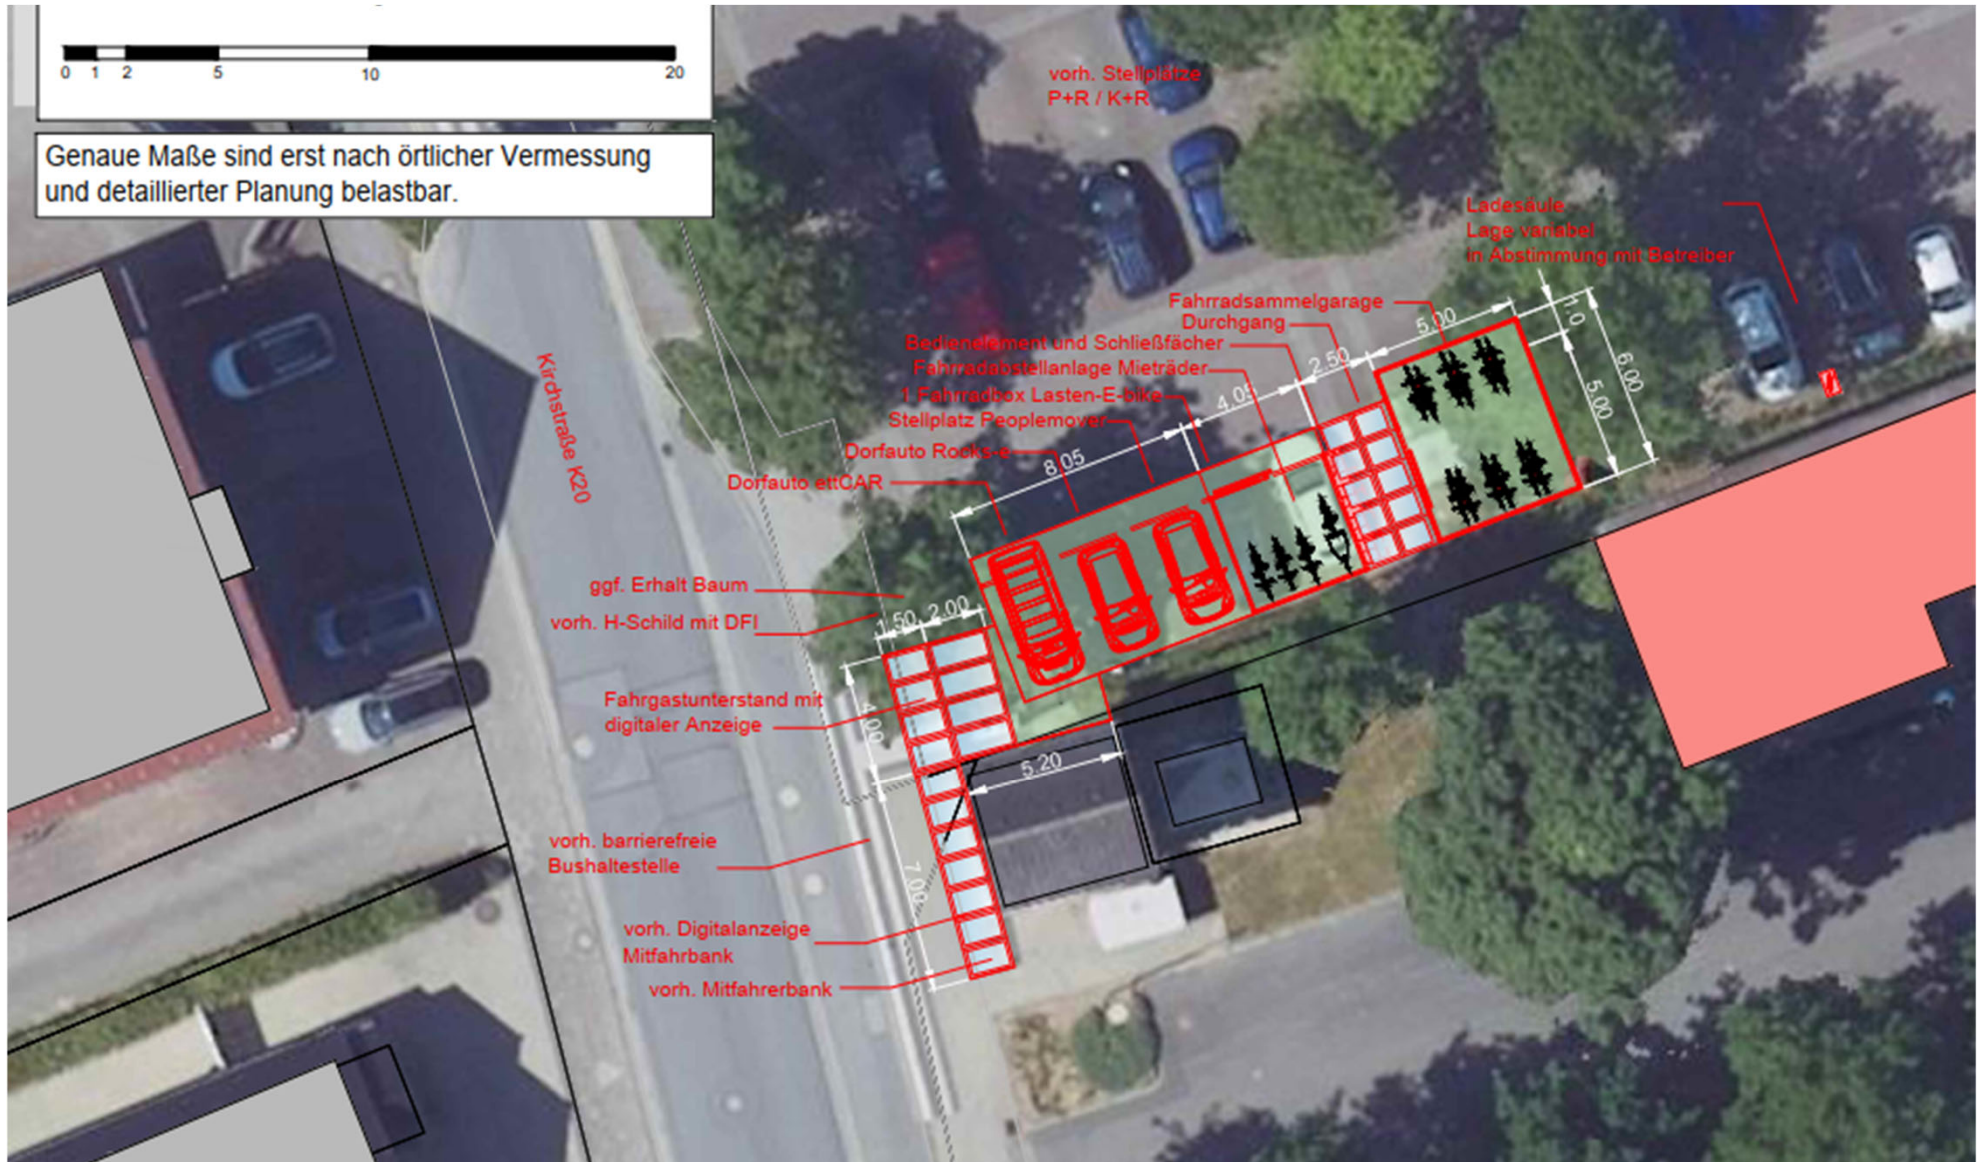 0 1 2 5 10 20
Genaue Maße sind erst nach örtlicher Vermessung
und detaillierter Planung belastbar.
vorh. Stellplätze
P+R / K+R
Ladesäule
Lage variabel
in Abstimmung mit Betreiber
Fahrradsammelgarage
Durchgang
Bedienelement und Schließfächer
Fahrradabstellanlage Mieträder
1 Fahrradbox Lasten-E-bike
Stellplatz Peoplemover
Dorfauto Rocks-e
Dorfauto ettCAR
5.00
1.0
6.00
5.00
2.50
4.05
8.05
Kirchstraße K20
ggf. Erhalt Baum
vorh. H-Schild mit DFI
1.50
2.00
Fahrgastunterstand mit
digitaler Anzeige
4.00
5.20
vorh. barrierefreie
Bushaltestelle
7.00
vorh. Digitalanzeige
Mitfahrbank
vorh. Mitfahrerbank